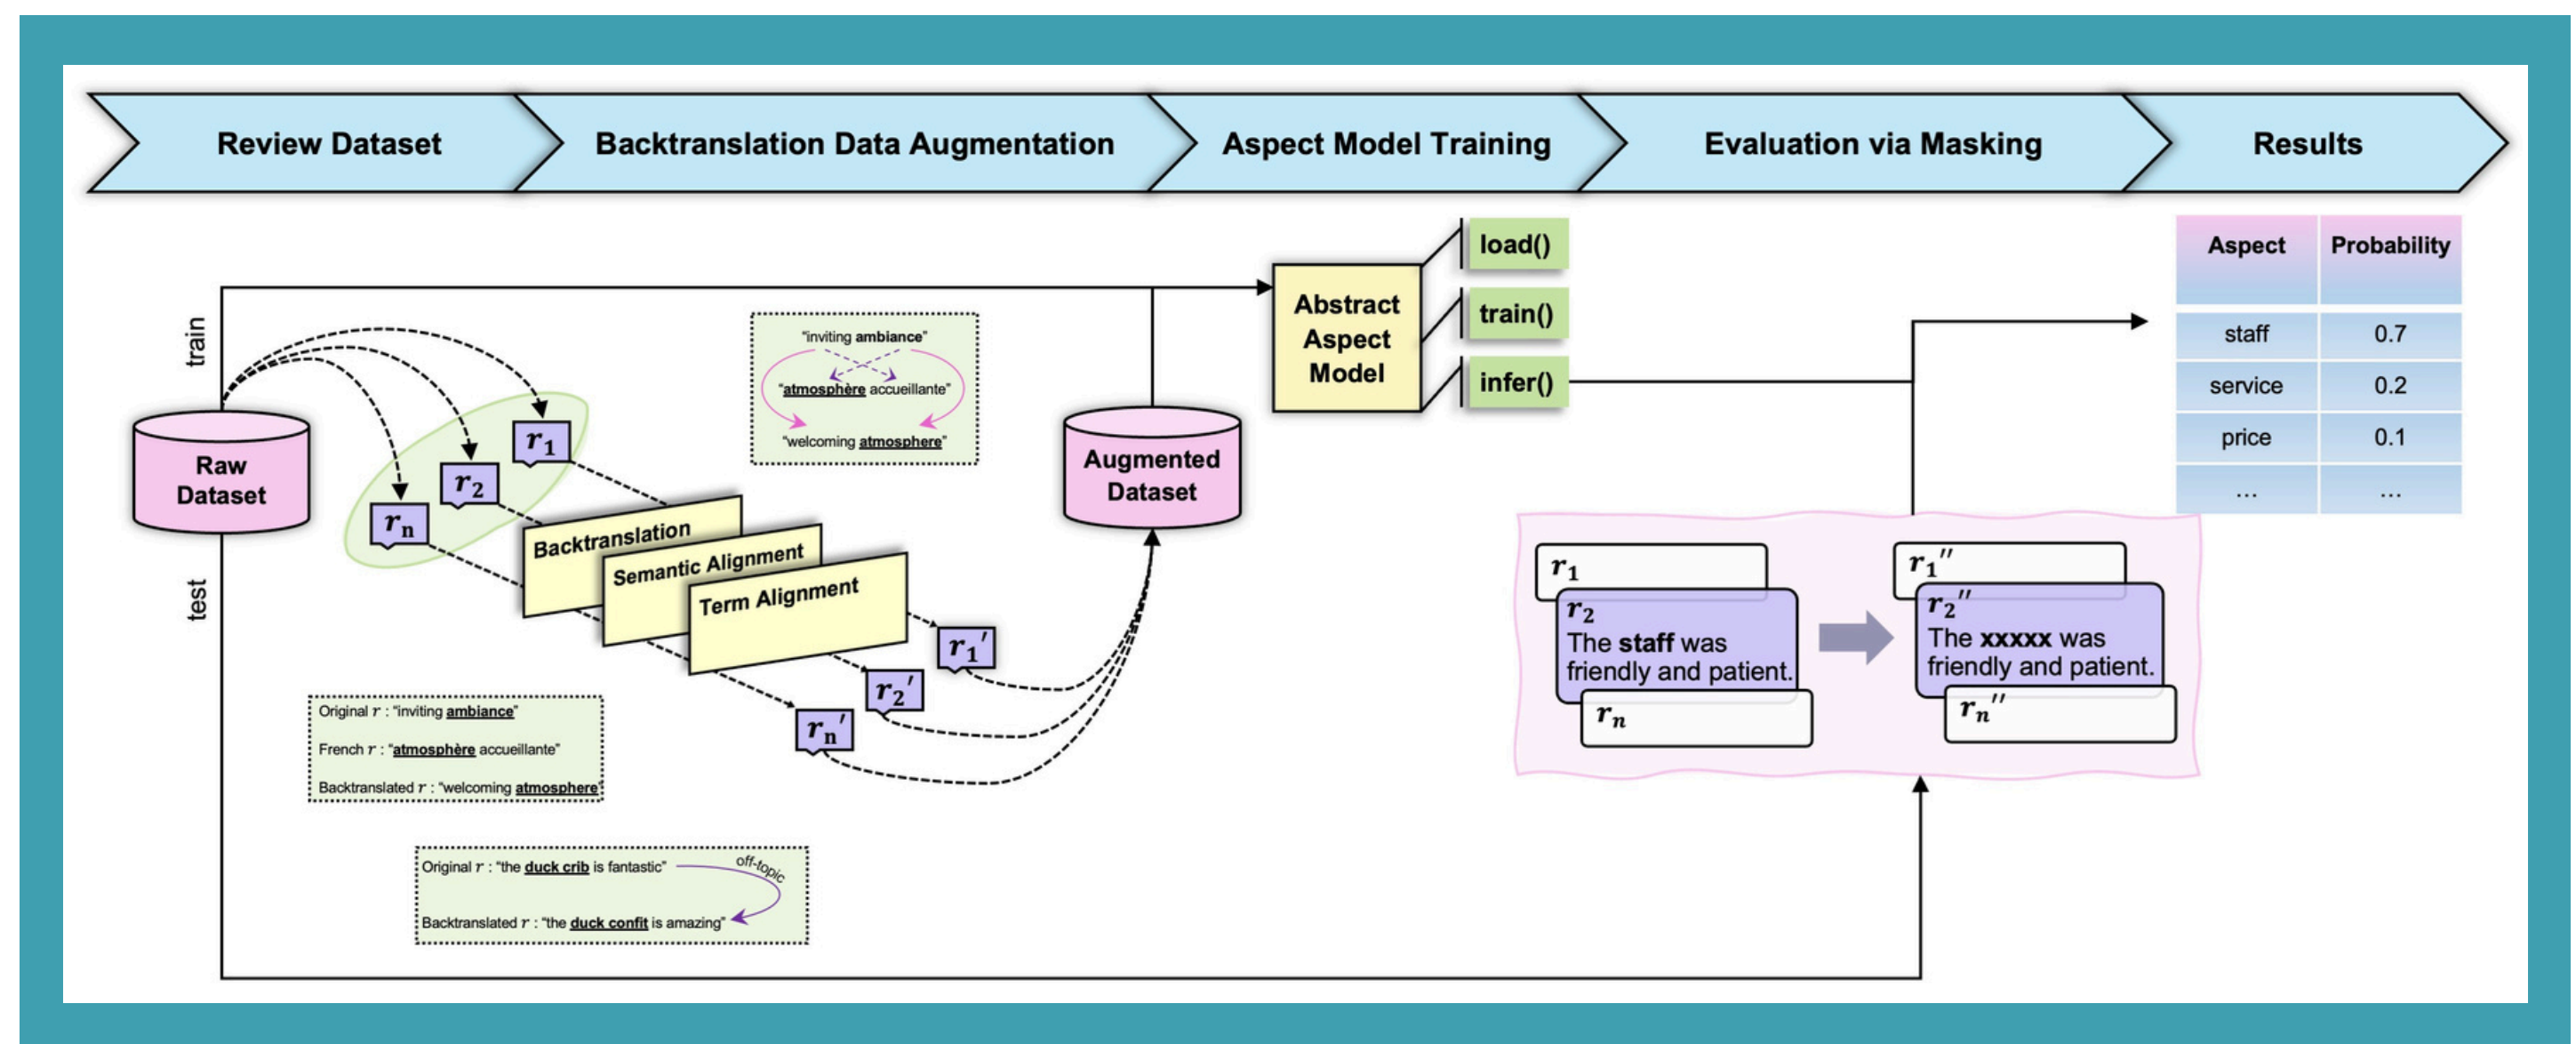 Review Dataset
Backtranslation Data Augmentation
Aspect Model Training
Evaluation via Masking
Results
train
test
Raw
Dataset
r1
r2
rn
Backtranslation
Semantic Alignment
Term Alignment
r1′
r2′
rn′
“inviting ambiance”
“atmosphère accueillante”
“welcoming atmosphere”
Original r : “inviting ambiance”
French r : “atmosphère accueillante”
Backtranslated r : “welcoming atmosphere
Original r : “the duck crib is fantastic”
off-topic
Backtranslated r : “the duck confit is amazing”
Augmented
Dataset
Abstract
Aspect
Model
load()
train()
infer()
r1
r2
The staff was
friendly and patient.
rn
r1′′
r2′′
The xxxxx was
friendly and patient.
rn′′
Aspect Probability
staff 0.7
service 0.2
price 0.1
... ...